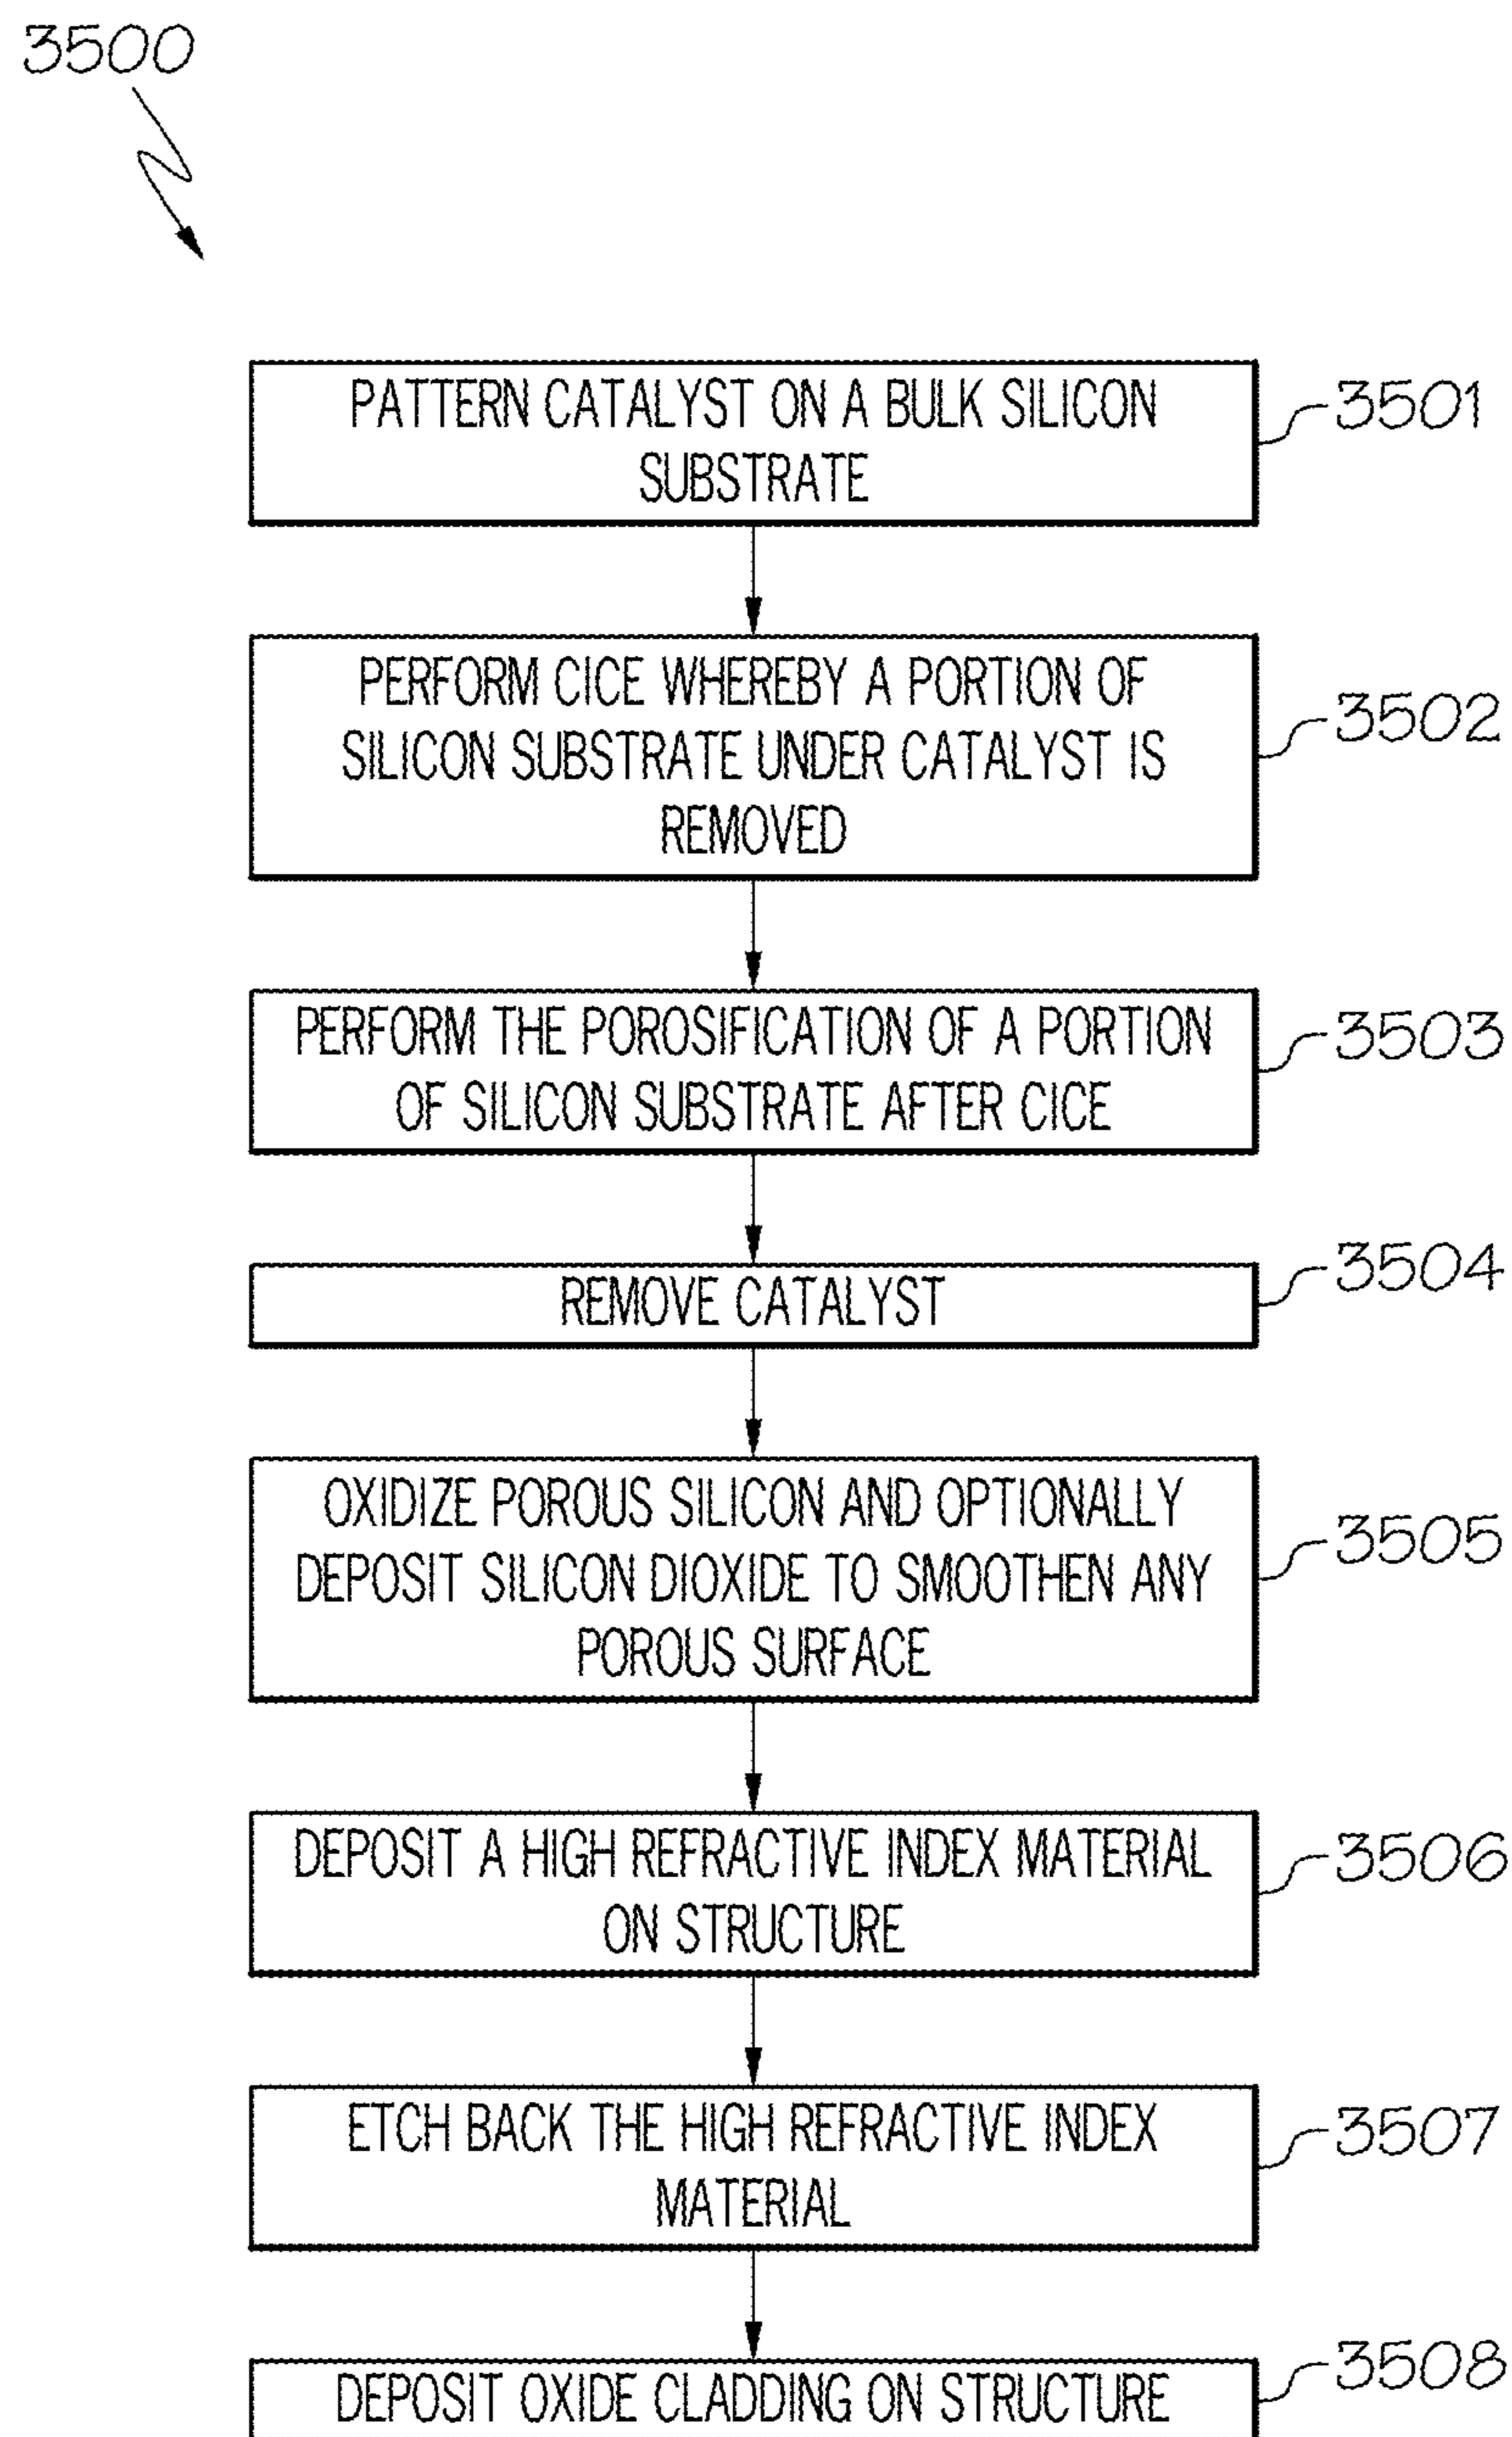 3500
PATTERN CATALYST ON A BULK SILICON
SUBSTRATE
3501
PERFORM CICE WHEREBY A PORTION OF
SILICON SUBSTRATE UNDER CATALYST IS
REMOVED
3502
PERFORM THE POROSIFICATION OF A PORTION
OF SILICON SUBSTRATE AFTER CICE
3503
REMOVE CATALYST
3504
OXIDIZE POROUS SILICON AND OPTIONALLY
DEPOSIT SILICON DIOXIDE TO SMOOTHEN ANY
POROUS SURFACE
3505
DEPOSIT A HIGH REFRACTIVE INDEX MATERIAL
ON STRUCTURE
3506
ETCH BACK THE HIGH REFRACTIVE INDEX
MATERIAL
3507
DEPOSIT OXIDE CLADDING ON STRUCTURE
3508